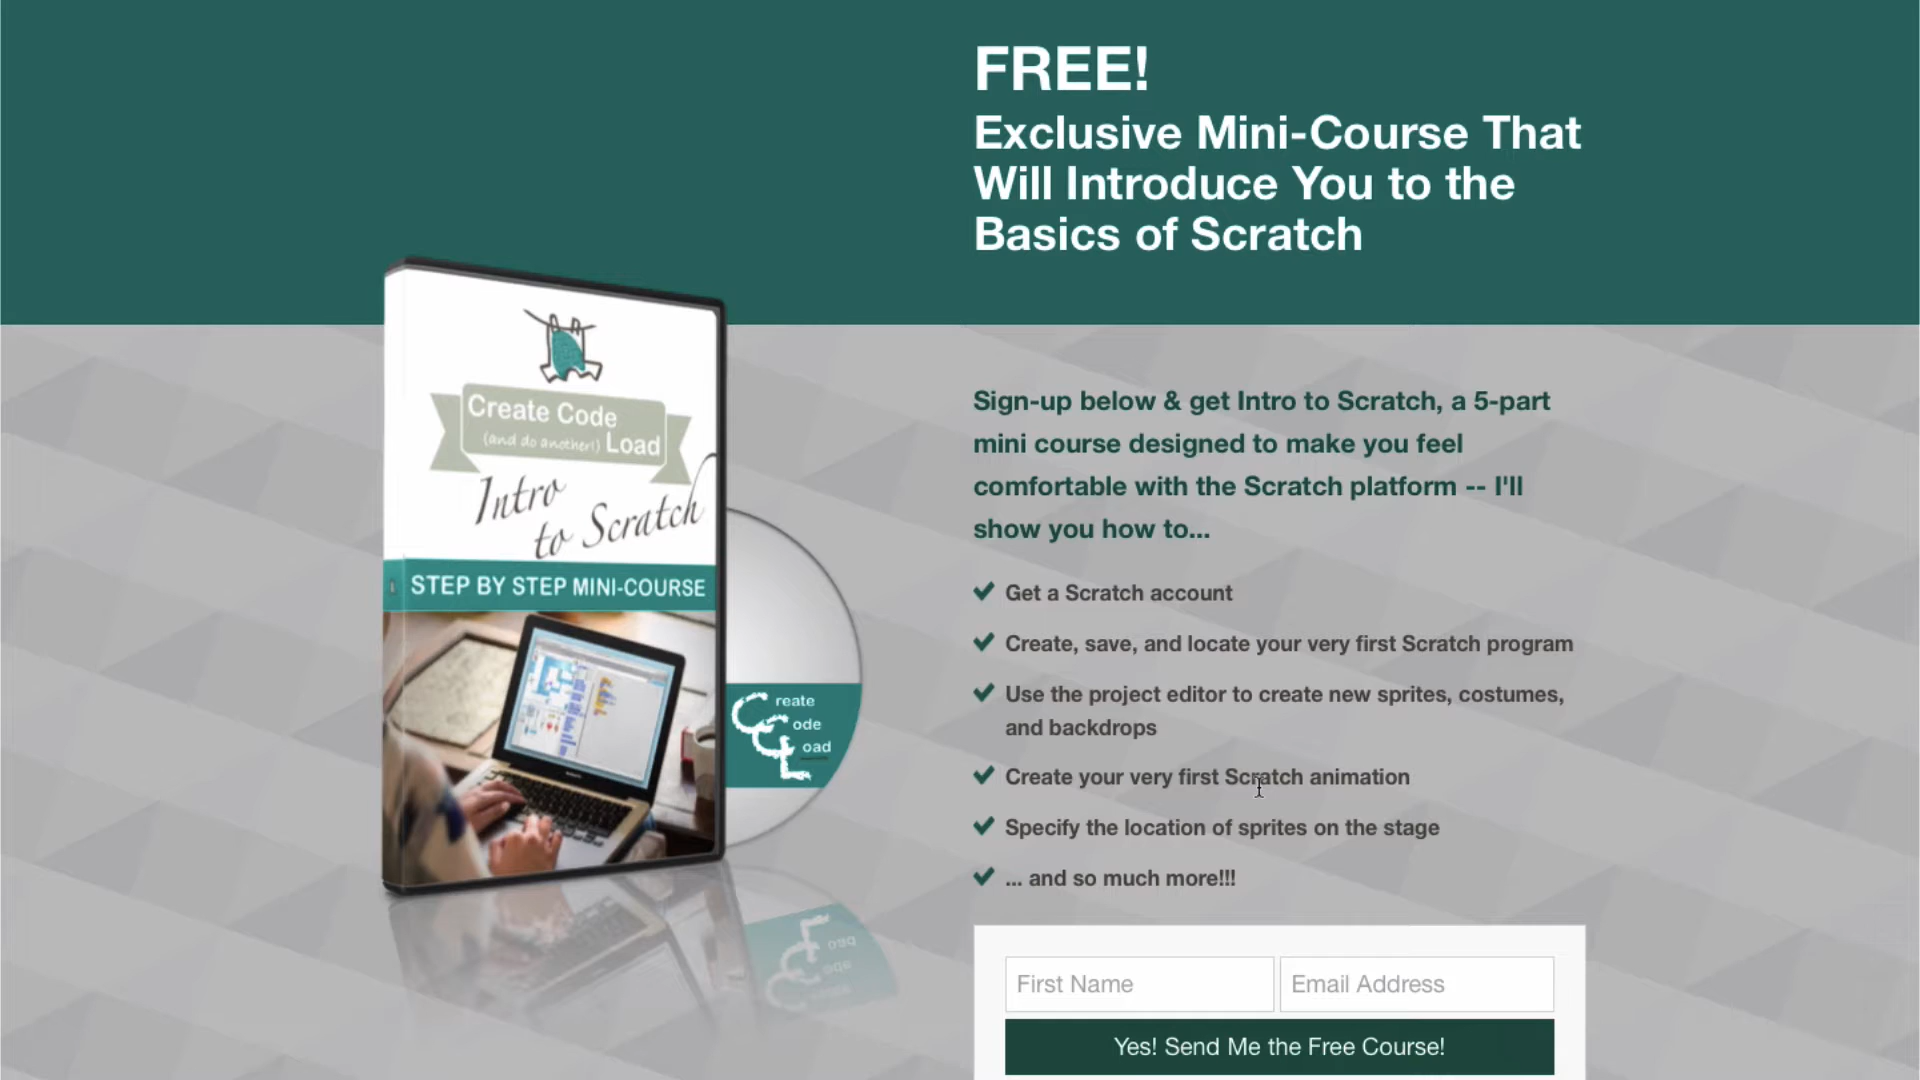 FREE!
Exclusive Mini-Course That
Will Introduce You to the
Basics of Scratch
Create Code
(and do another!) Load
Intro
to Scratch
STEP BY STEP MINI-COURSE
Create
Code
Load
Sign-up below & get Intro to Scratch, a 5-part
mini course designed to make you feel
comfortable with the Scratch platform -- I'll
show you how to...
Get a Scratch account
Create, save, and locate your very first Scratch program
Use the project editor to create new sprites, costumes,
and backdrops
Create your very first Scratch animation
Specify the location of sprites on the stage
... and so much more!!!
First Name
Email Address
Yes! Send Me the Free Course!